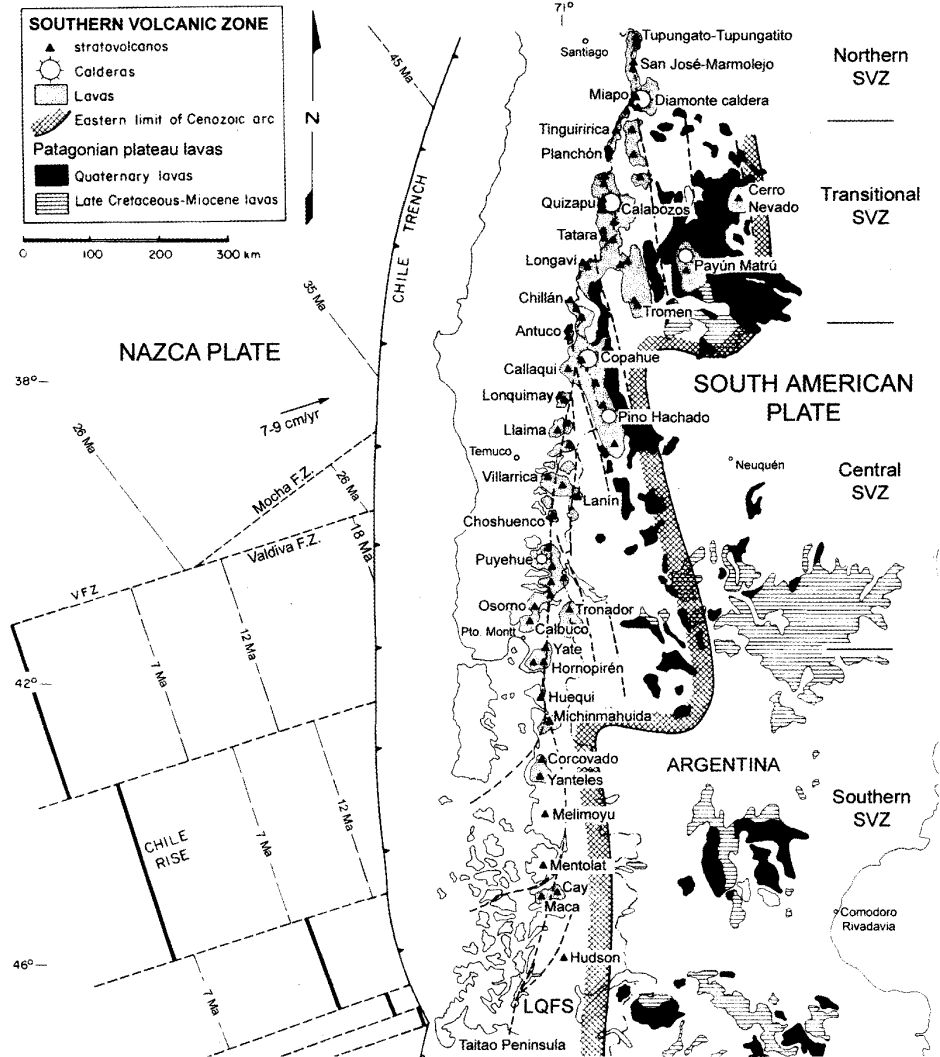 SOUTHERN VOLCANIC ZONE
stratovolcanos
Calderas
Lavas
Eastern limit of Cenozoic arc
Patagonian plateau lavas
Quaternary lavas
Late Cretaceous-Miocene lavas
0 100 200 300 km
N
71°
Santiago
Tupungato-Tupungatito
San José-Marmolejo
Miapo
Diamonte caldera
Tinguiririca
Planchón
Quizapu
Calabozos
Cerro
Nevado
Tatara
Longaví
Payún Matrú
Chillán
Tromen
Antuco
Copahue
Callaqui
Lonquimay
Pino Hachado
Llaima
Temuco
Villarrica
Lanín
Neuquén
Choshuenco
Puyehue
Osorno
Tronador
Pto. Montt
Calbuco
Yate
Hornopirén
Huequi
Michinmahuida
Corcovado
Yanteles
Melimoyu
Mentolat
Cay
Maca
Hudson
LQFS
Taitao Peninsula
Northern
SVZ
Transitional
SVZ
SOUTH AMERICAN
PLATE
Central
SVZ
ARGENTINA
Southern
SVZ
Comodoro
Rivadavia
45 Ma
CHILE TRENCH
35 Ma
NAZCA PLATE
38°
7-9 cm/yr
26 Ma
Mocha F.Z.
26 Ma
Valdiva F.Z.
18 Ma
V.F.Z.
7 Ma
12 Ma
42°
CHILE
RISE
7 Ma
12 Ma
46°
7 Ma